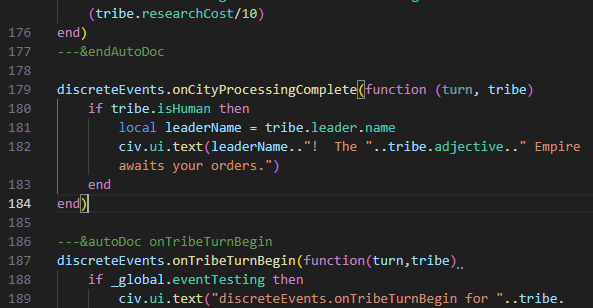 (tribe.researchCost/10)
176 end)
177 ---&endAutoDoc
178
179 discreteEvents.onCityProcessingComplete(function (turn, tribe)
180 if tribe.isHuman then
181 local leaderName = tribe.leader.name
182 civ.ui.text(leaderName.."!  The "..tribe.adjective.." Empire
awaits your orders.")
183 end
184 end)
185
186 ---&autoDoc onTribeTurnBegin
187 discreteEvents.onTribeTurnBegin(function(turn,tribe)
188 if _global.eventTesting then
189 civ.ui.text("discreteEvents.onTribeTurnBegin for "..tribe.